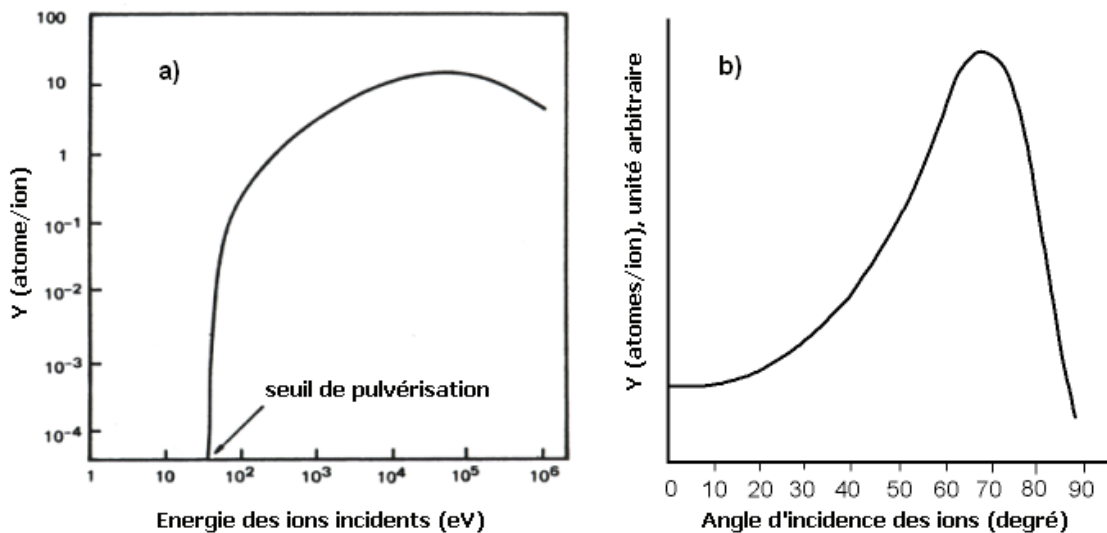 a)
Y (atome/ion)
100
10
1
10⁻¹
10⁻²
10⁻³
10⁻⁴
seuil de pulvérisation
1 10 10² 10³ 10⁴ 10⁵ 10⁶
Energie des ions incidents (eV)
b)
Y (atomes/ion), unité arbitraire
0 10 20 30 40 50 60 70 80 90
Angle d'incidence des ions (degré)